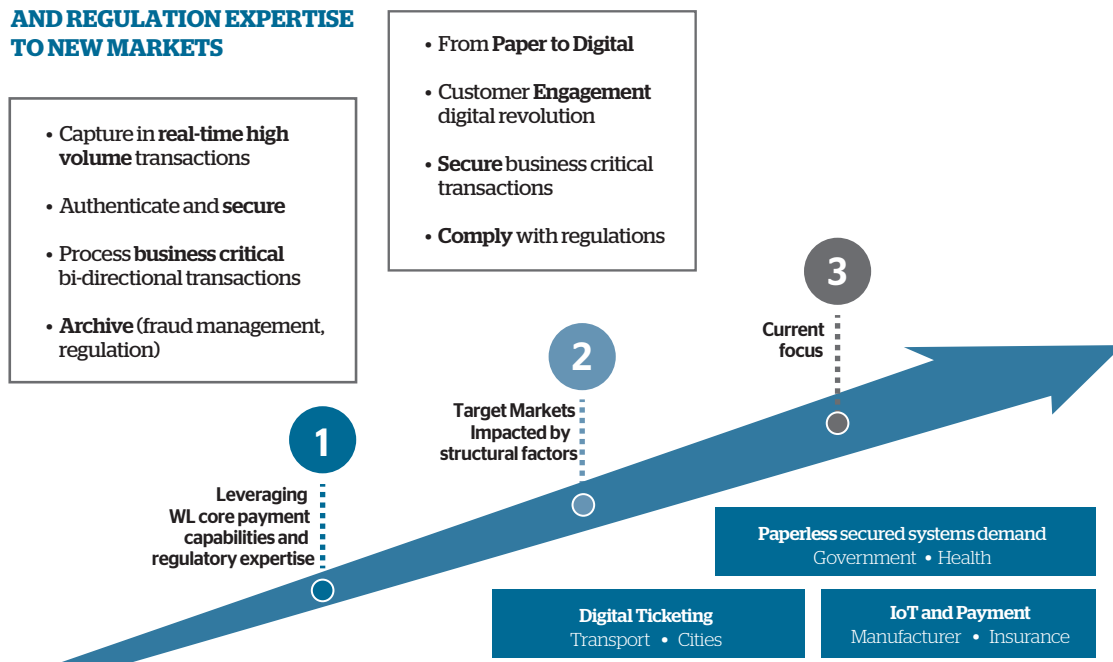 AND REGULATION EXPERTISE
TO NEW MARKETS
• Capture in real-time high
volume transactions
• Authenticate and secure
• Process business critical
bi-directional transactions
• Archive (fraud management,
regulation)
• From Paper to Digital
• Customer Engagement
digital revolution
• Secure business critical
transactions
• Comply with regulations
1
Leveraging
WL core payment
capabilities and
regulatory expertise
2
Target Markets
Impacted by
structural factors
3
Current
focus
Paperless secured systems demand
Government • Health
Digital Ticketing
Transport • Cities
IoT and Payment
Manufacturer • Insurance